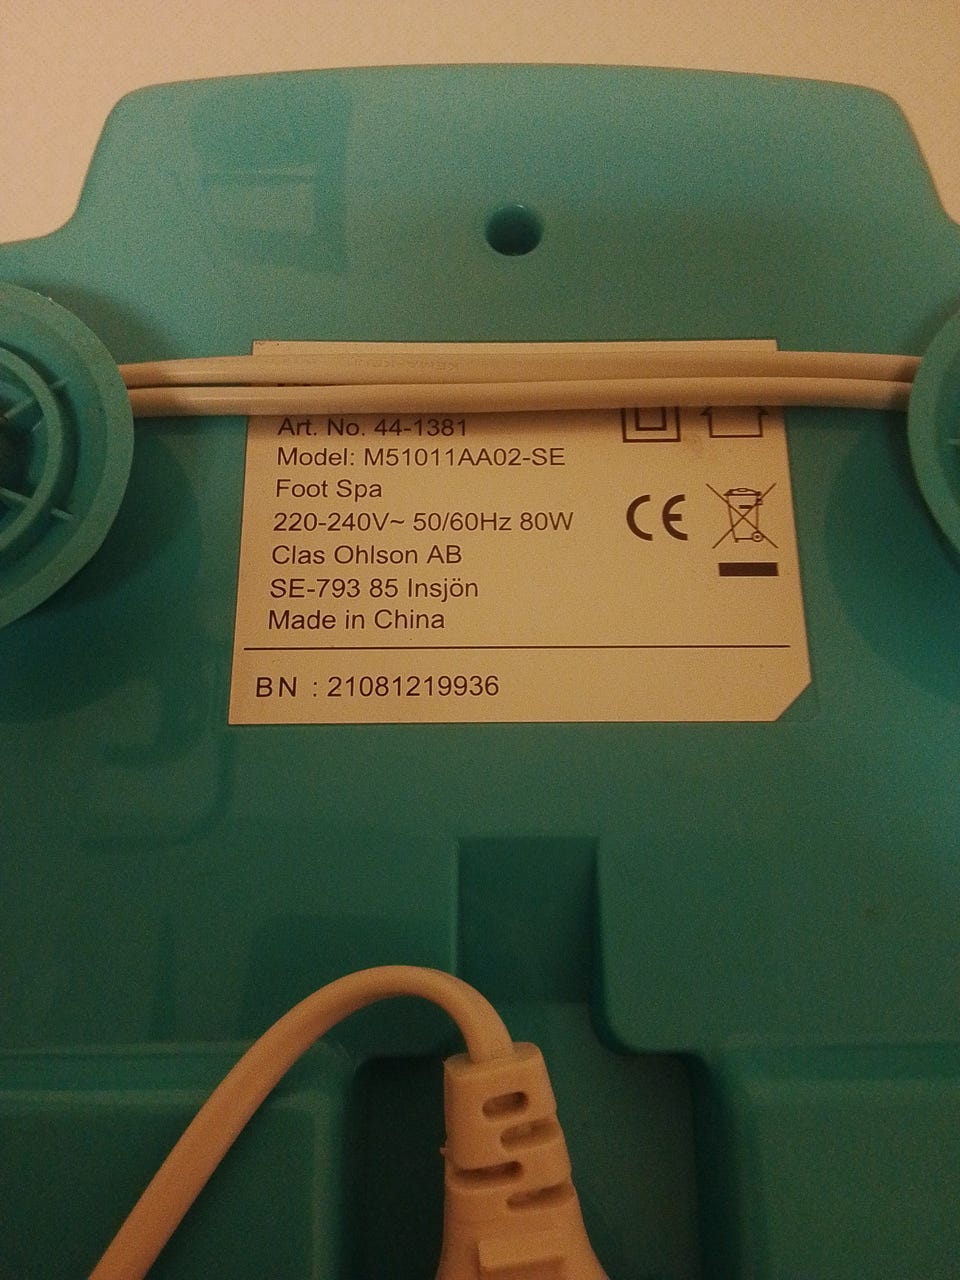 Art. No. 44-1381
Model: M51011AA02-SE
Foot Spa
220-240V~ 50/60Hz 80W
Clas Ohlson AB
SE-793 85 Insjön
Made in China
CE
BN : 21081219936